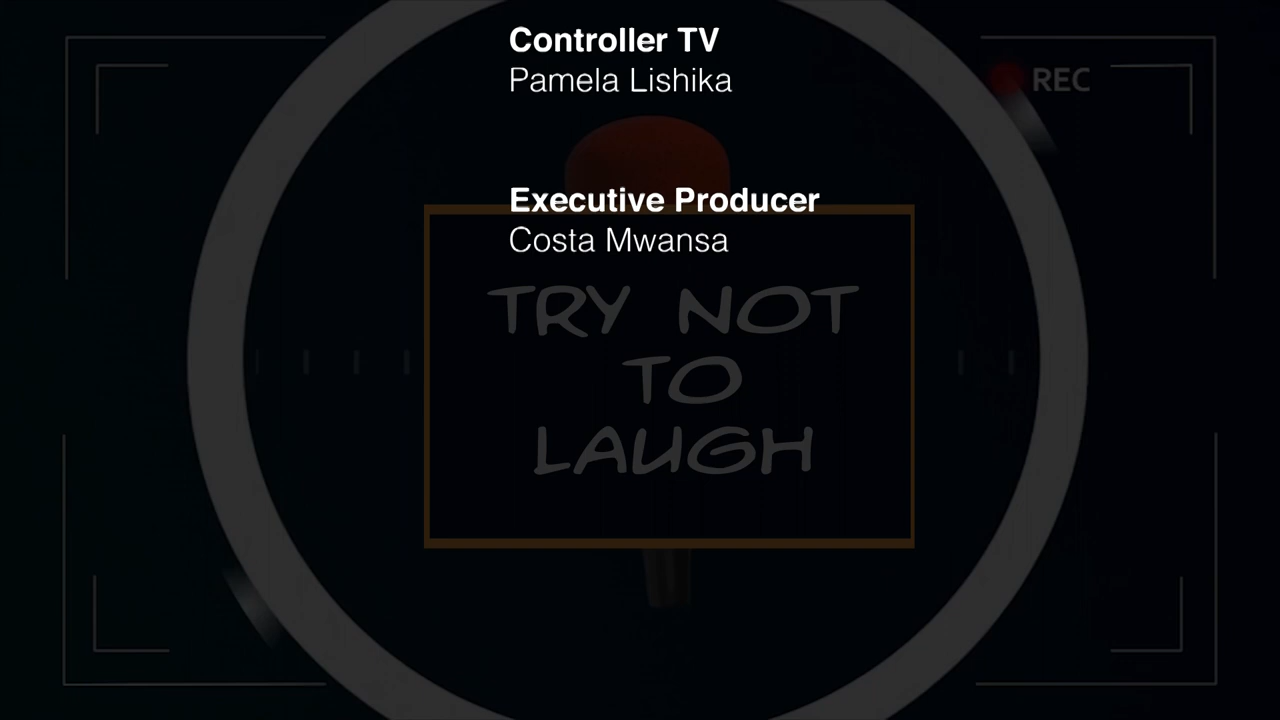 Controller TV
Pamela Lishika
REC
Executive Producer
Costa Mwansa
TRY NOT
TO
LAUGH